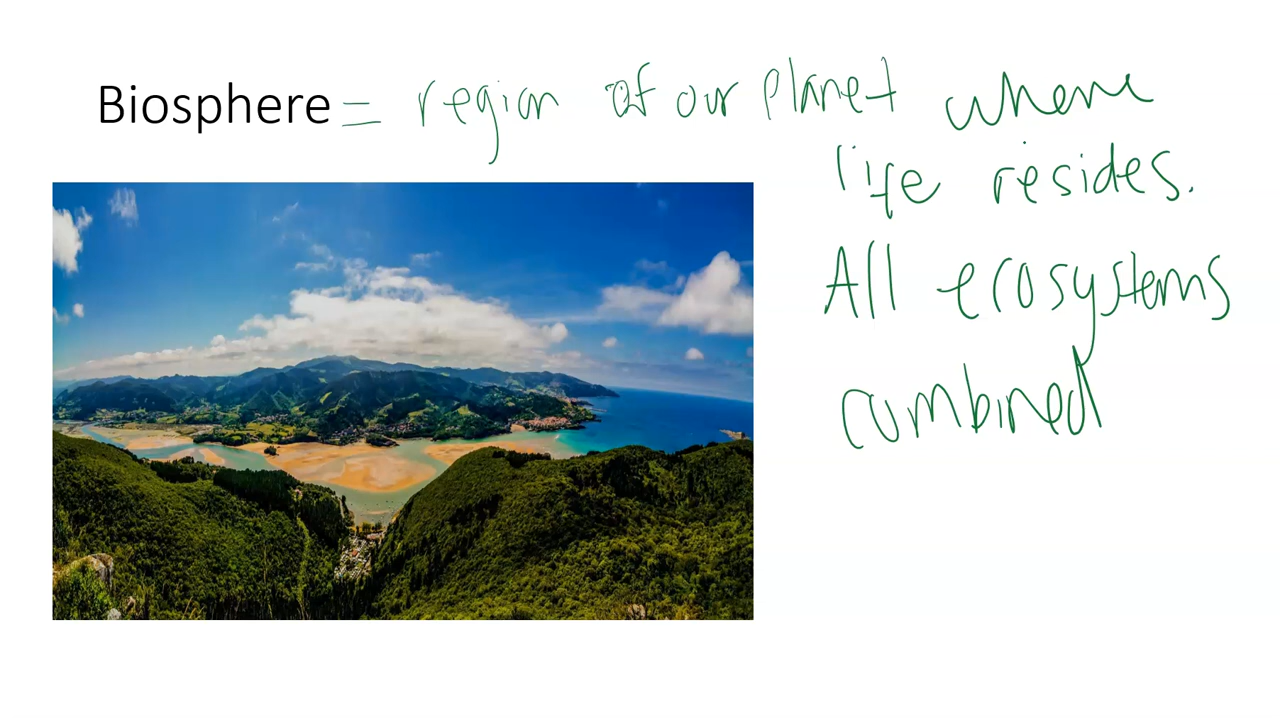 Biosphere = region of our planet where
life resides.
All ecosystems
combined